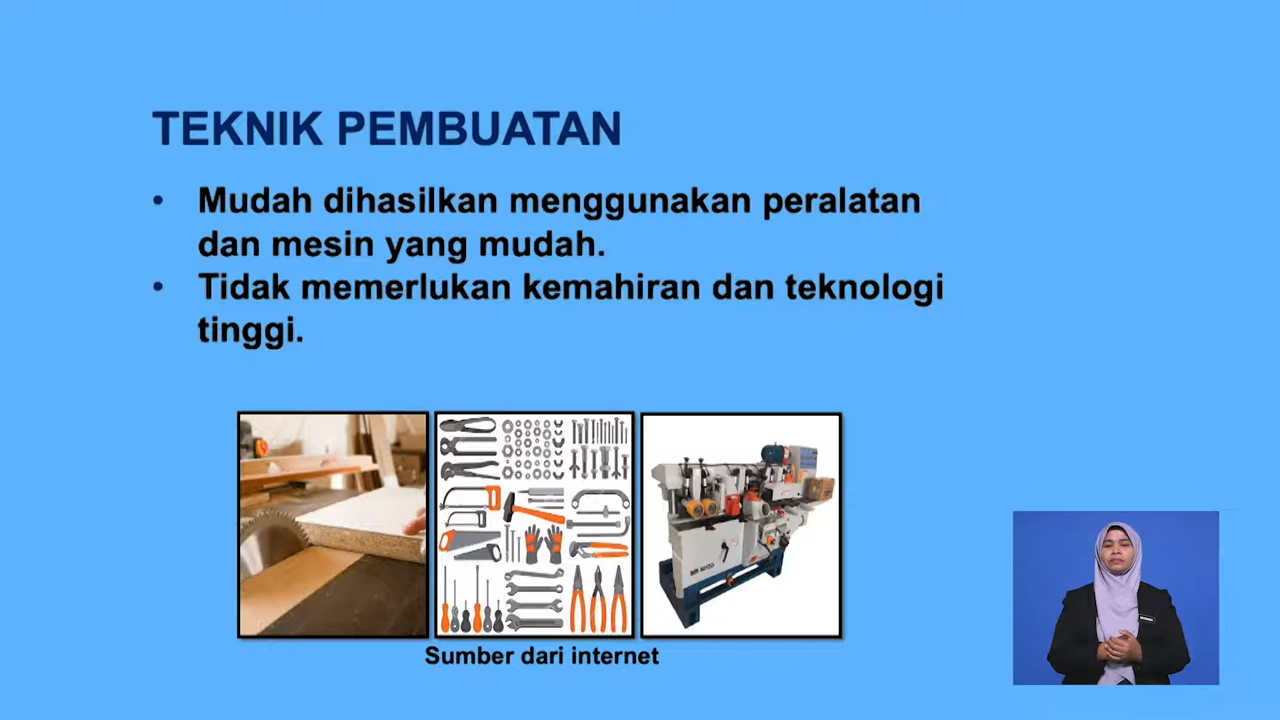 TEKNIK PEMBUATAN
• Mudah dihasilkan menggunakan peralatan
dan mesin yang mudah.
• Tidak memerlukan kemahiran dan teknologi
tinggi.
Sumber dari internet